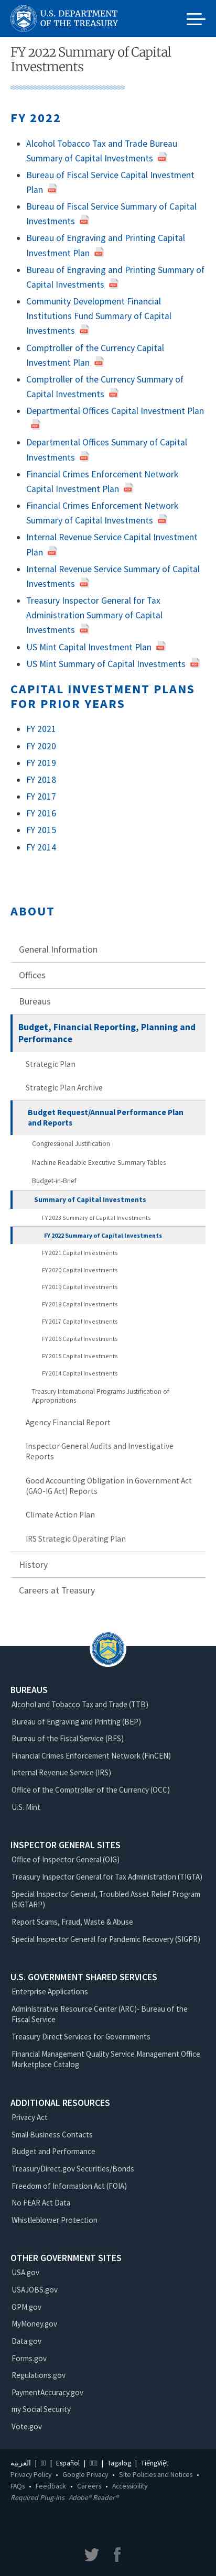 U.S. DEPARTMENT
OF THE TREASURY
FY 2022 Summary of Capital
Investments
FY 2022
Alcohol Tobacco Tax and Trade Bureau
Summary of Capital Investments
Bureau of Fiscal Service Capital Investment
Plan
Bureau of Fiscal Service Summary of Capital
Investments
Bureau of Engraving and Printing Capital
Investment Plan
Bureau of Engraving and Printing Summary of
Capital Investments
Community Development Financial
Institutions Fund Summary of Capital
Investments
Comptroller of the Currency Capital
Investment Plan
Comptroller of the Currency Summary of
Capital Investments
Departmental Offices Capital Investment Plan
Departmental Offices Summary of Capital
Investments
Financial Crimes Enforcement Network
Capital Investment Plan
Financial Crimes Enforcement Network
Summary of Capital Investments
Internal Revenue Service Capital Investment
Plan
Internal Revenue Service Summary of Capital
Investments
Treasury Inspector General for Tax
Administration Summary of Capital
Investments
US Mint Capital Investment Plan
US Mint Summary of Capital Investments
CAPITAL INVESTMENT PLANS
FOR PRIOR YEARS
FY 2021
FY 2020
FY 2019
FY 2018
FY 2017
FY 2016
FY 2015
FY 2014
ABOUT
General Information
Offices
Bureaus
Budget, Financial Reporting, Planning and
Performance
Strategic Plan
Strategic Plan Archive
Budget Request/Annual Performance Plan
and Reports
Congressional Justification
Machine Readable Executive Summary Tables
Budget-in-Brief
Summary of Capital Investments
FY 2023 Summary of Capital Investments
FY 2022 Summary of Capital Investments
FY 2021 Capital Investments
FY 2020 Capital Investments
FY 2019 Capital Investments
FY 2018 Capital Investments
FY 2017 Capital Investments
FY 2016 Capital Investments
FY 2015 Capital Investments
FY 2014 Capital Investments
Treasury International Programs Justification of
Appropriations
Agency Financial Report
Inspector General Audits and Investigative
Reports
Good Accounting Obligation in Government Act
(GAO-IG Act) Reports
Climate Action Plan
IRS Strategic Operating Plan
History
Careers at Treasury
BUREAUS
Alcohol and Tobacco Tax and Trade (TTB)
Bureau of Engraving and Printing (BEP)
Bureau of the Fiscal Service (BFS)
Financial Crimes Enforcement Network (FinCEN)
Internal Revenue Service (IRS)
Office of the Comptroller of the Currency (OCC)
U.S. Mint
INSPECTOR GENERAL SITES
Office of Inspector General (OIG)
Treasury Inspector General for Tax Administration (TIGTA)
Special Inspector General, Troubled Asset Relief Program
(SIGTARP)
Report Scams, Fraud, Waste & Abuse
Special Inspector General for Pandemic Recovery (SIGPR)
U.S. GOVERNMENT SHARED SERVICES
Enterprise Applications
Administrative Resource Center (ARC)- Bureau of the
Fiscal Service
Treasury Direct Services for Governments
Financial Management Quality Service Management Office
Marketplace Catalog
ADDITIONAL RESOURCES
Privacy Act
Small Business Contacts
Budget and Performance
TreasuryDirect.gov Securities/Bonds
Freedom of Information Act (FOIA)
No FEAR Act Data
Whistleblower Protection
OTHER GOVERNMENT SITES
USA.gov
USAJOBS.gov
OPM.gov
MyMoney.gov
Data.gov
Forms.gov
Regulations.gov
PaymentAccuracy.gov
my Social Security
Vote.gov
العربية | | Español | | Tagalog | TiếngViệt
Privacy Policy • Google Privacy • Site Policies and Notices •
FAQs • Feedback • Careers • Accessibility
Required Plug-ins Adobe® Reader®